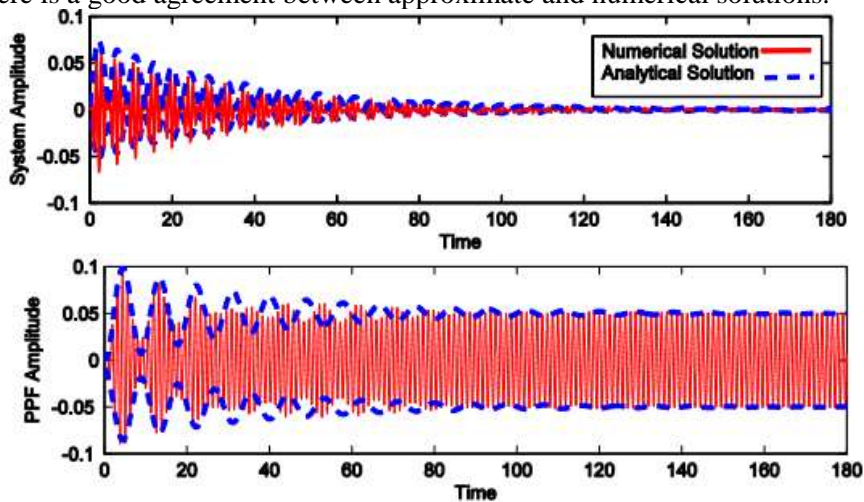 ere is a good agreement between approximate and numerical solutions.
0.1
0.05
0
-0.05
-0.1
System Amplitude
Numerical Solution
Analytical Solution
0 20 40 60 80 100 120 140 160 180
Time
0.1
0.05
0
-0.05
-0.1
PPF Amplitude
0 20 40 60 80 100 120 140 160 180
Time